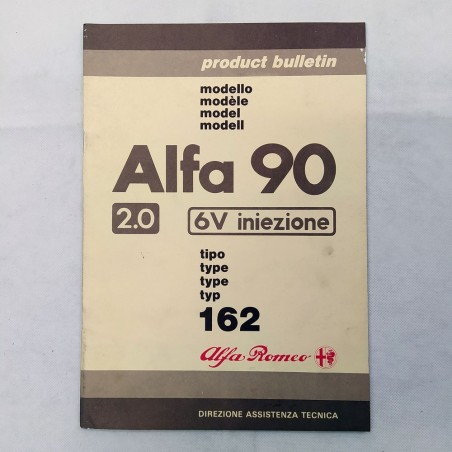 product bulletin
modello
modèle
model
modell
Alfa 90
2.0 6V iniezione
tipo
type
type
typ
162
Alfa-Romeo
DIREZIONE ASSISTENZA TECNICA